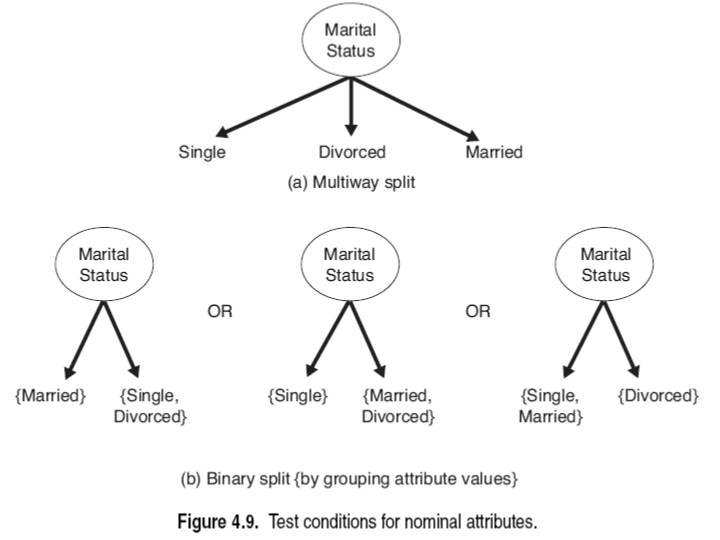 Marital
Status
Single
Divorced
Married
(a) Multiway split
Marital
Status
OR
Marital
Status
OR
Marital
Status
{Married}
{Single,
Divorced}
{Single}
{Married,
Divorced}
{Single,
Married}
{Divorced}
(b) Binary split {by grouping attribute values}
Figure 4.9. Test conditions for nominal attributes.